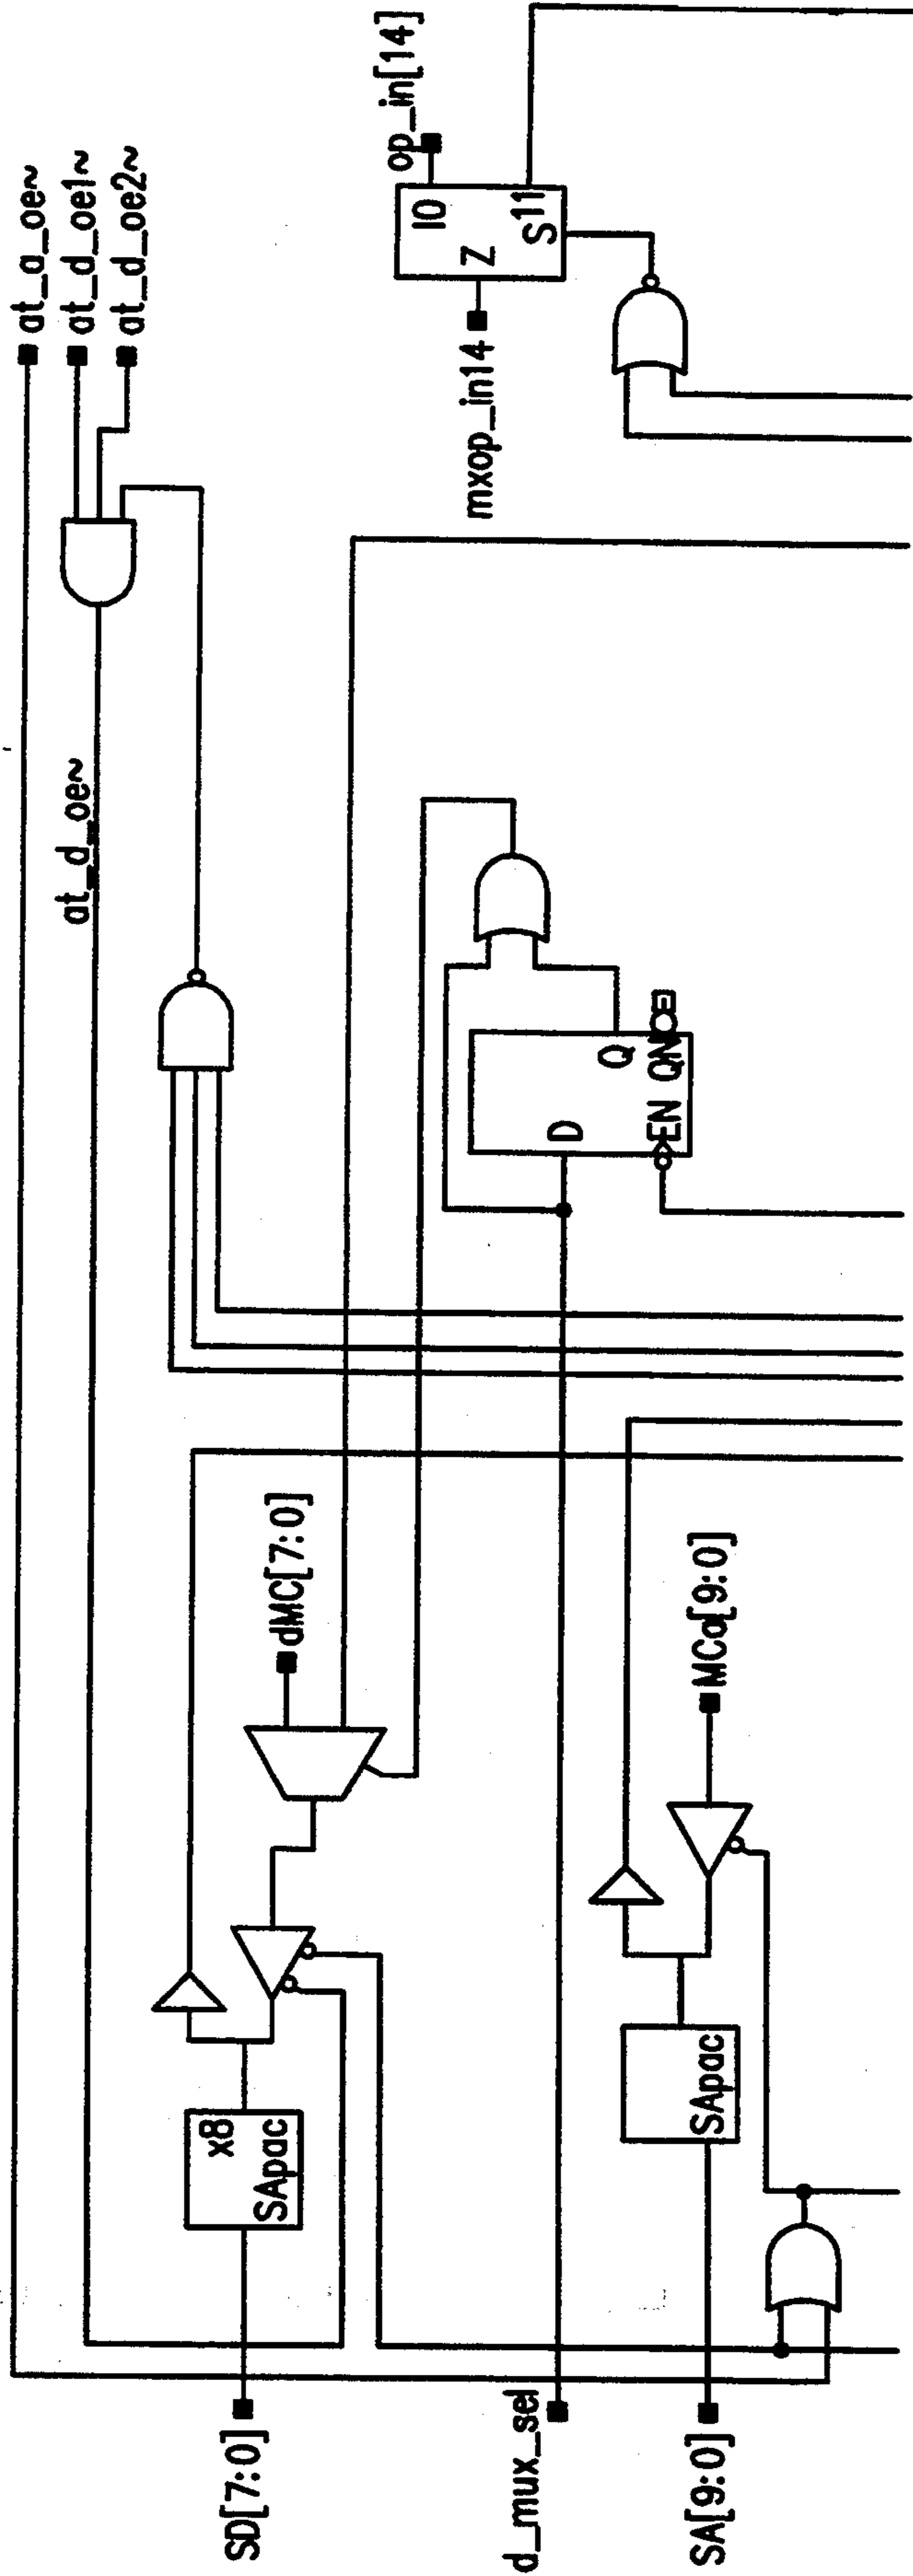 at_a_oe~
at_d_oe1~
at_d_oe2~
at_d_oe~
op_in[14]
I0
Z
S
I1
mxop_in14
D
Q
EN
QN
dMC[7:0]
MCa[9:0]
x8
SApac
SD[7:0]
d_mux_sel
SApac
SA[9:0]